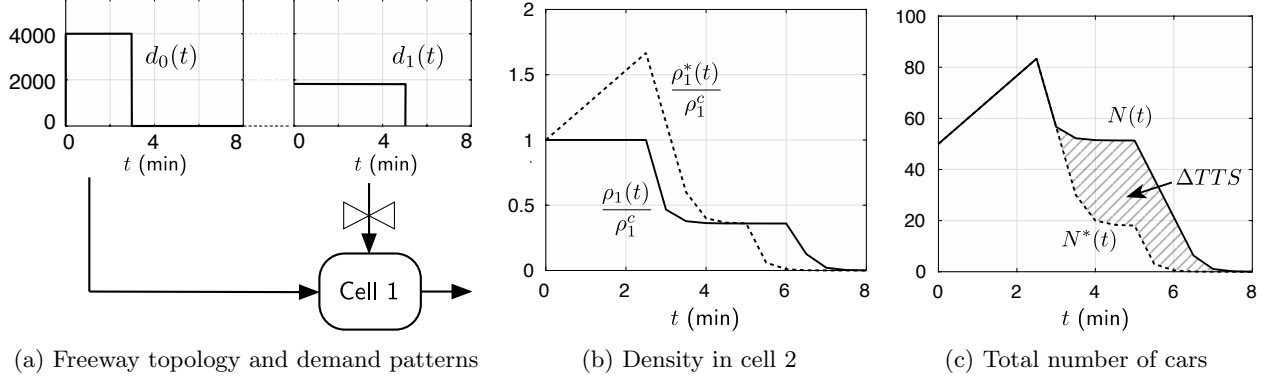 4000
2000
0
d₀(t)
d₁(t)
0 4 8
0 4 8
t (min)
t (min)
Cell 1
(a) Freeway topology and demand patterns
2
1.5
1
0.5
0
ρ₁*(t)
ρ₁ᶜ
ρ₁(t)
ρ₁ᶜ
0 2 4 6 8
t (min)
(b) Density in cell 2
100
80
60
40
20
0
N(t)
ΔTTS
N*(t)
0 2 4 6 8
t (min)
(c) Total number of cars